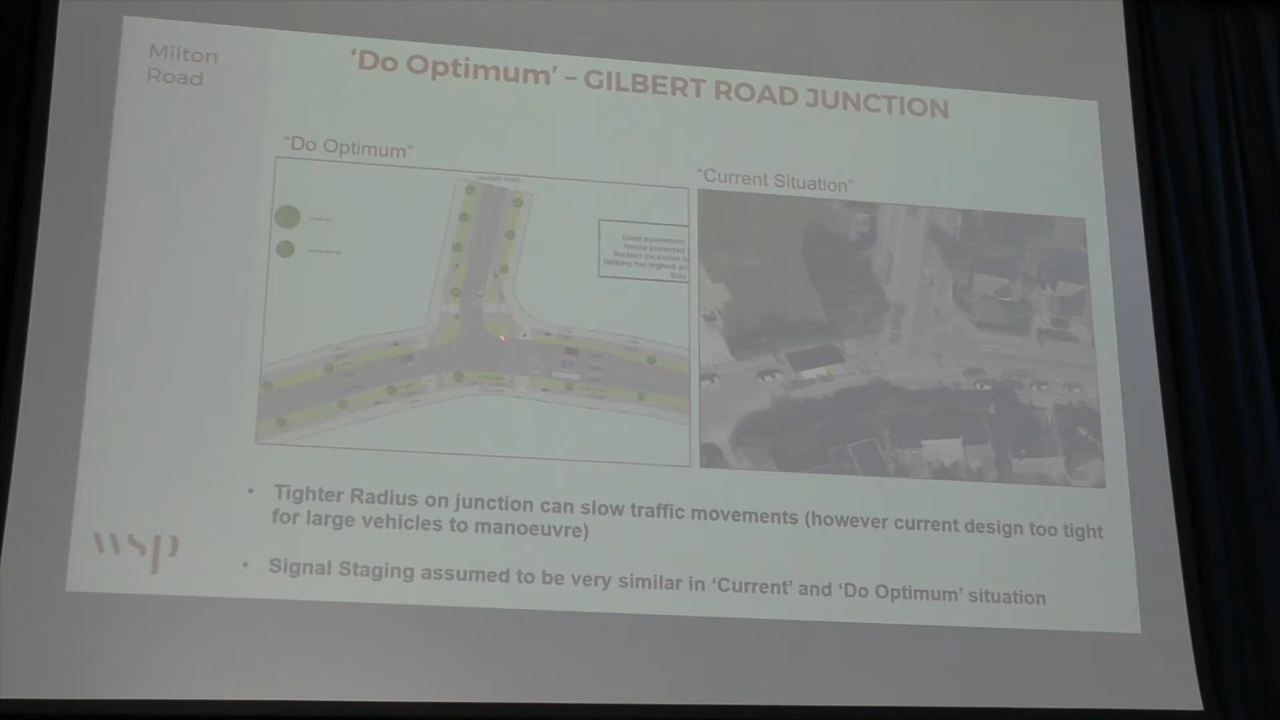 Milton
Road
‘Do Optimum’ – GILBERT ROAD JUNCTION
“Do Optimum”
“Current Situation”
• Tighter Radius on junction can slow traffic movements (however current design too tight
for large vehicles to manoeuvre)
• Signal Staging assumed to be very similar in ‘Current’ and ‘Do Optimum’ situation
wsp